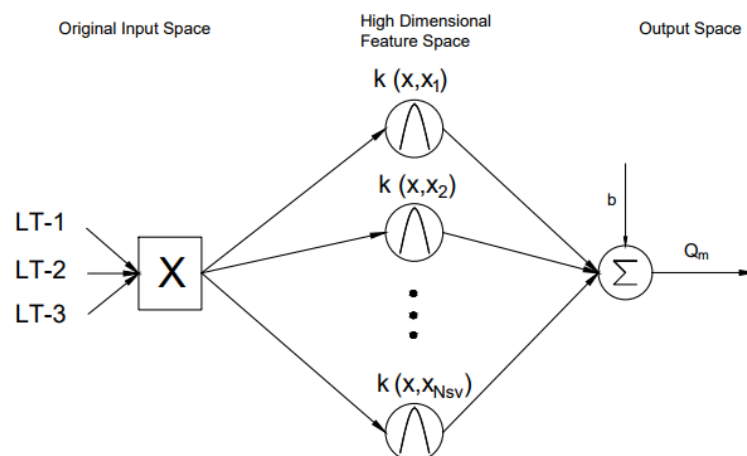 Original Input Space
High Dimensional
Feature Space
Output Space
k (x,x1)
k (x,x2)
b
LT-1
LT-2
LT-3
X
Σ
Qm
k (x,xNsv)